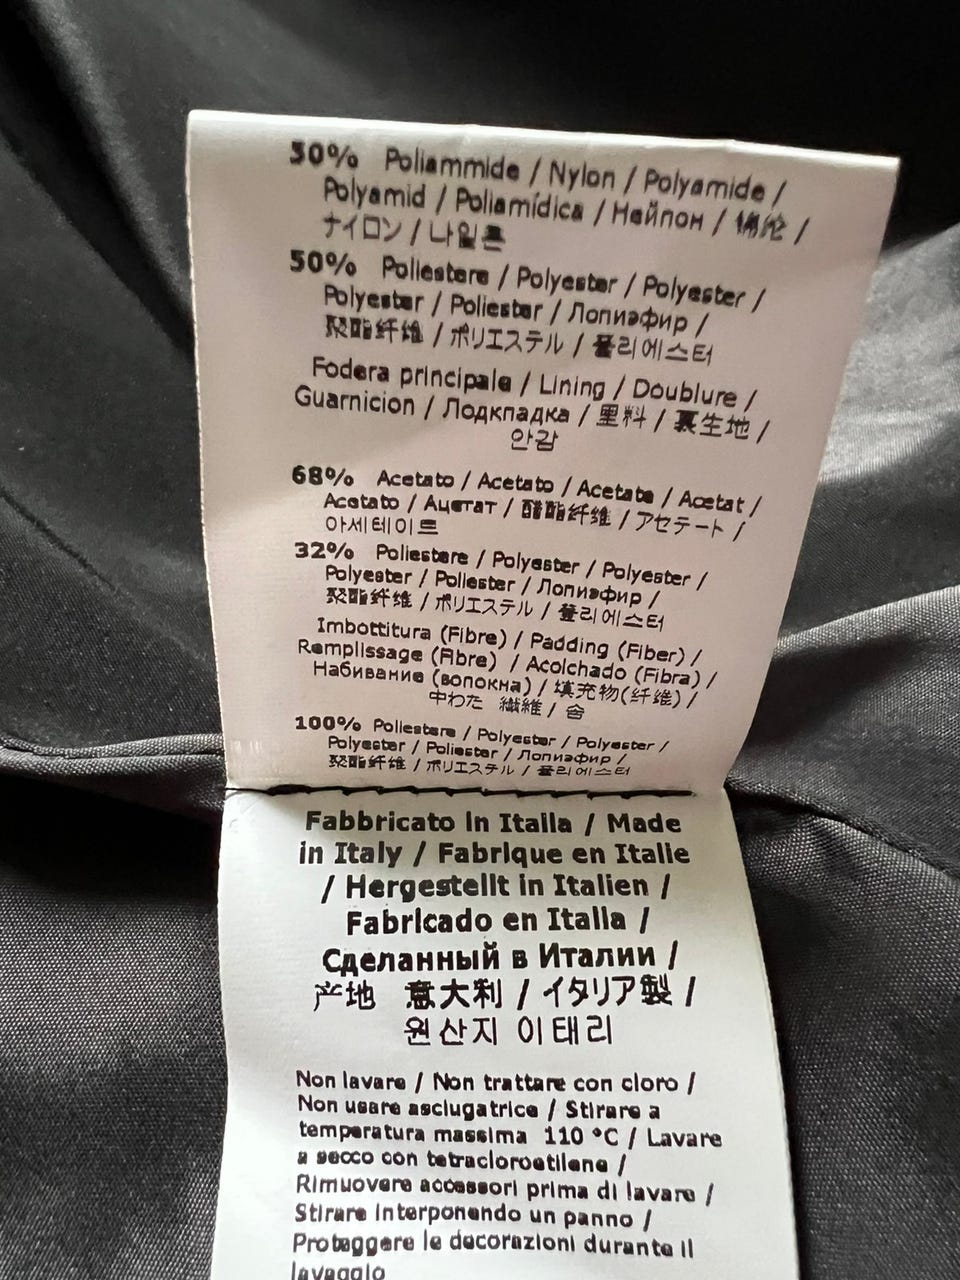 50% Poliammide / Nylon / Polyamide /
Polyamid / Poliamídica / Нейлон / 锦纶 /
ナイロン / 나일론
50% Poliestere / Polyester / Polyester /
Polyester / Poliester / Лопиэфир /
聚酯纤维 / ポリエステル / 폴리에스터
Fodera principale / Lining / Doublure /
Guarnicion / Лодкладка / 里料 / 裏生地 /
안감
68% Acetato / Acetato / Acetate / Acetat /
Acetato / Ацетат / 醋酯纤维 / アセテート /
아세테이트
32% Poliestere / Polyester / Polyester /
Polyester / Poliester / Лопиэфир /
聚酯纤维 / ポリエステル / 폴리에스터
Imbottitura (Fibre) / Padding (Fiber) /
Remplissage (Fibre) / Acolchado (Fibra) /
Набивание (волокна) / 填充物(纤维) /
中わた 繊維 / 솜
100% Poliestere / Polyester / Polyester /
Polyester / Poliester / Лопиэфир /
聚酯纤维 / ポリエステル / 폴리에스터
Fabbricato in Italia / Made
in Italy / Fabrique en Italie
/ Hergestellt in Italien /
Fabricado en Italia /
Сделанный в Италии /
产地 意大利 / イタリア製 /
원산지 이태리
Non lavare / Non trattare con cloro /
Non usare asciugatrice / Stirare a
temperatura massima 110 °C / Lavare
a secco con tetracloroetilene /
Rimuovere accessori prima di lavare /
Stirare interponendo un panno /
Proteggere le decorazioni durante il
lavaggio